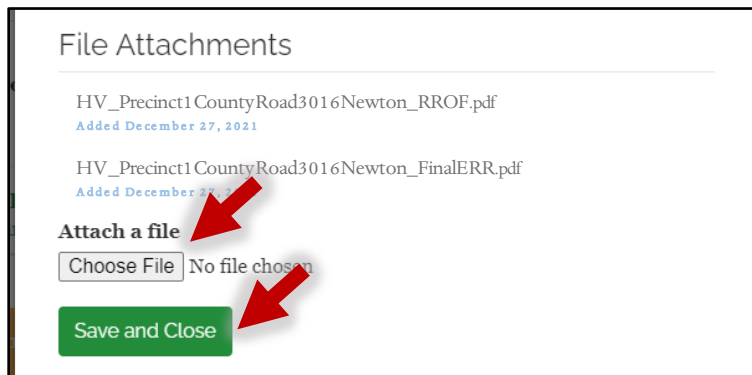 File Attachments
HV_Precinct1CountyRoad3016Newton_RROF.pdf
Added December 27, 2021
HV_Precinct1CountyRoad3016Newton_FinalERR.pdf
Added December 27, 2
Attach a file
Choose File No file chosen
Save and Close